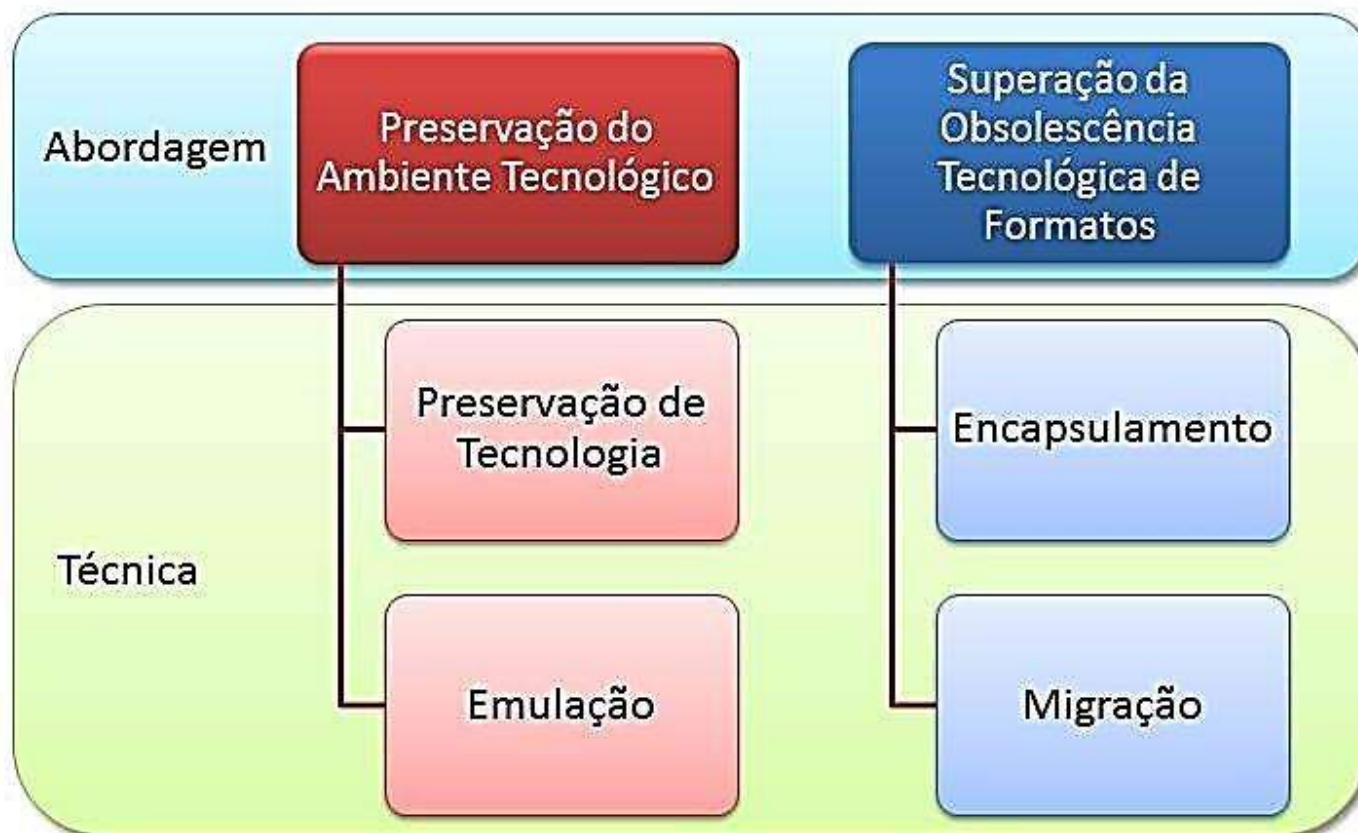 Abordagem
Preservação do
Ambiente Tecnológico
Superação da
Obsolescência
Tecnológica de
Formatos
Técnica
Preservação de
Tecnologia
Encapsulamento
Emulação
Migração